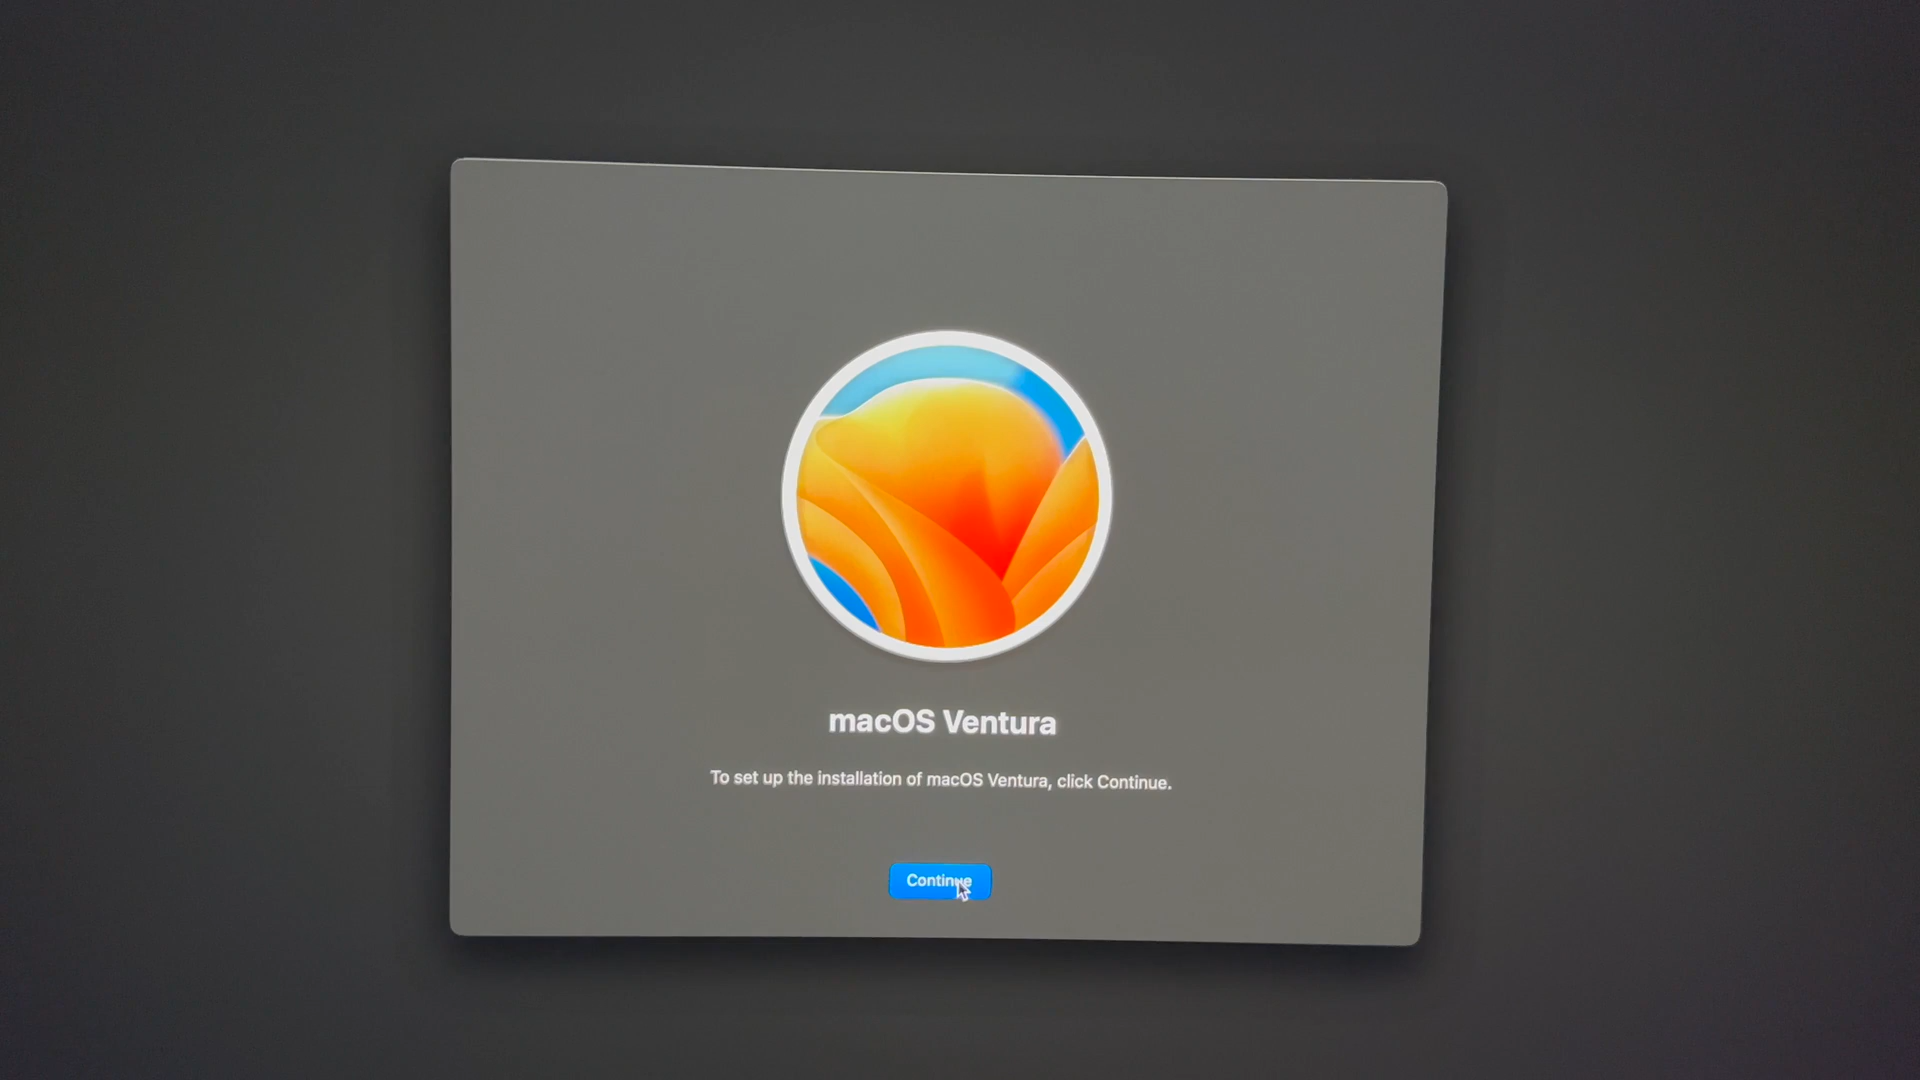 macOS Ventura
To set up the installation of macOS Ventura, click Continue.
Continue